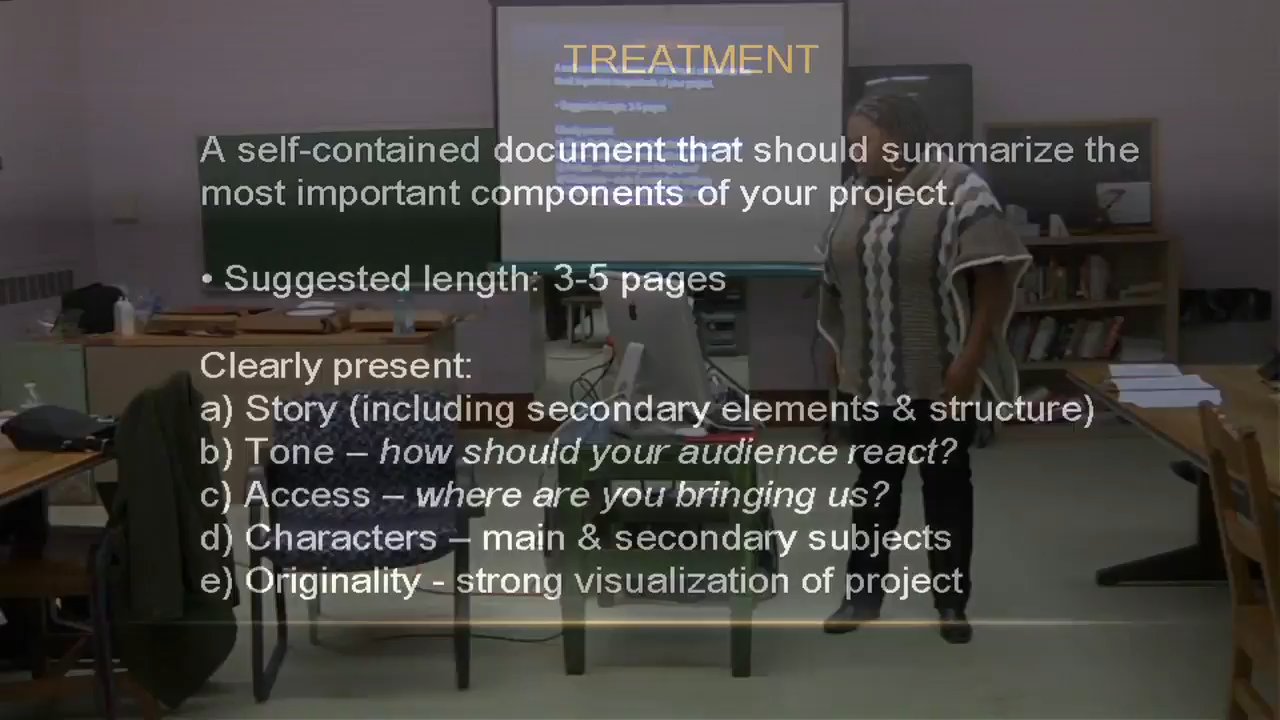 TREATMENT
A self-contained document that should summarize the
most important components of your project.
• Suggested length: 3-5 pages
Clearly present:
a) Story (including secondary elements & structure)
b) Tone – how should your audience react?
c) Access – where are you bringing us?
d) Characters – main & secondary subjects
e) Originality - strong visualization of project